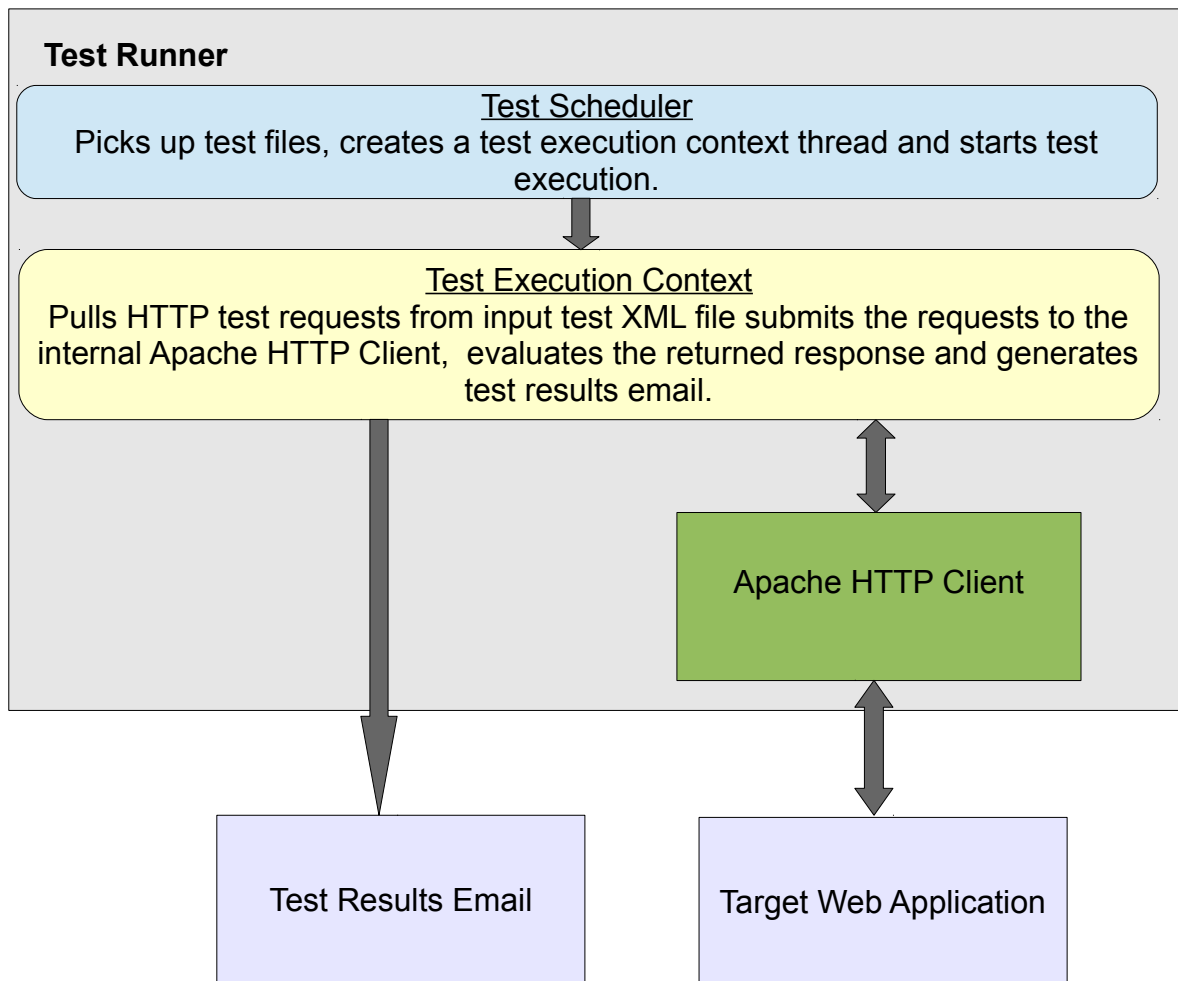 Test Runner
Test Scheduler
Picks up test files, creates a test execution context thread and starts test
execution.
Test Execution Context
Pulls HTTP test requests from input test XML file submits the requests to the
internal Apache HTTP Client,  evaluates the returned response and generates
test results email.
Apache HTTP Client
Test Results Email
Target Web Application